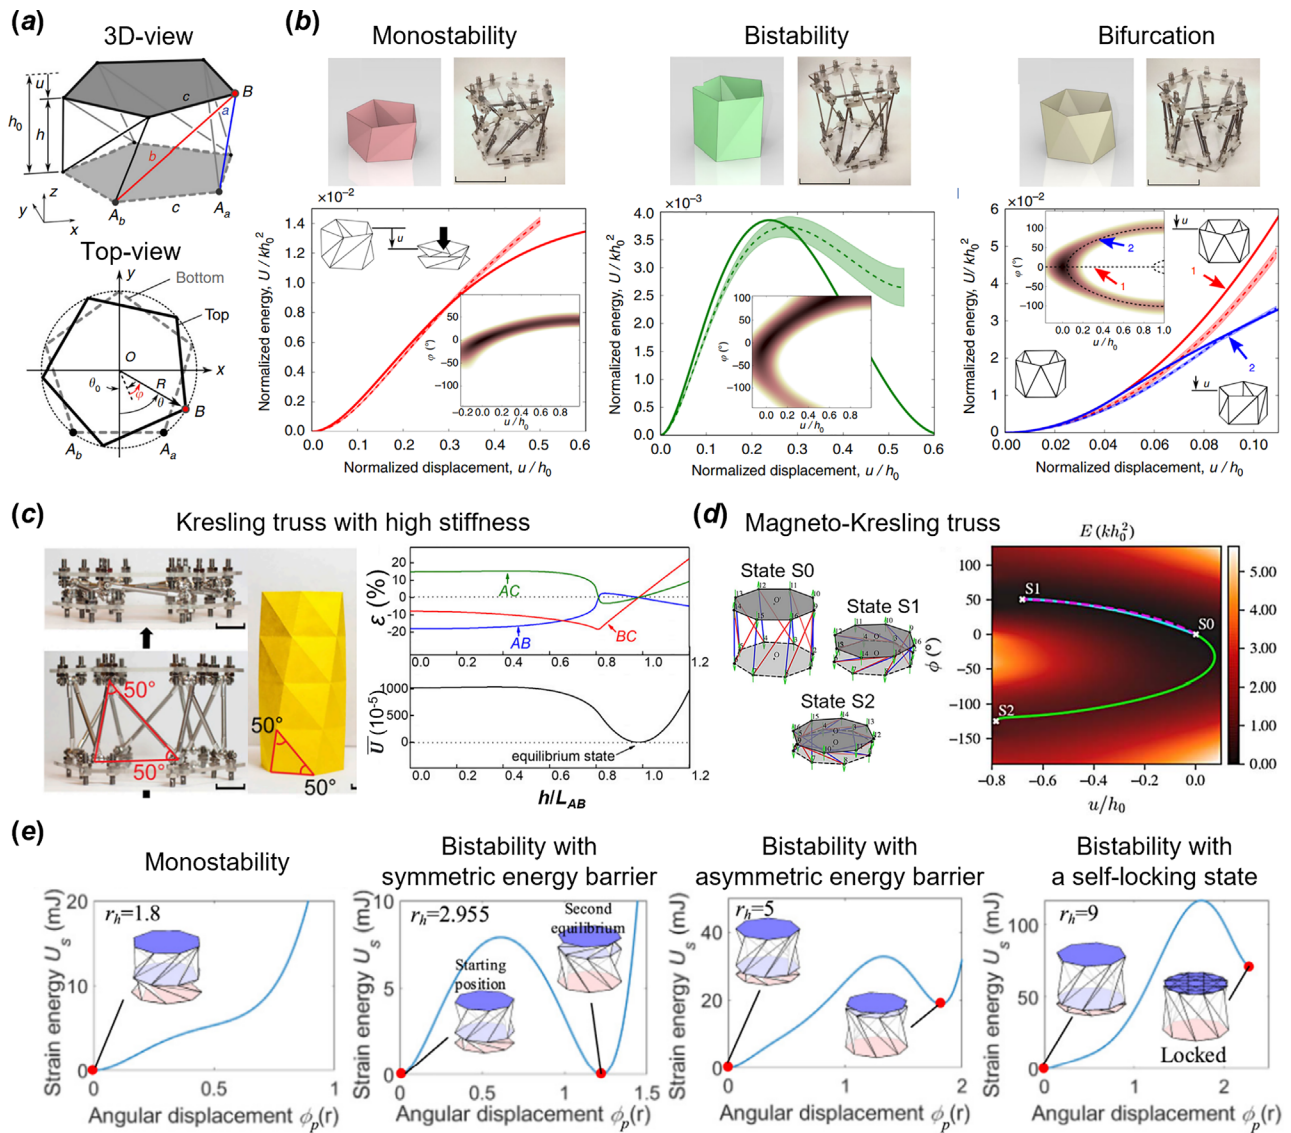 (a)
3D-view
u
h0
h
c
B
a
b
z
y
x
Ab
c
Aa
Top-view
y
Bottom
Top
O
x
θ0
R
φ
θ
B
Ab
Aa
(b)
Monostability
Bistability
Bifurcation
×10−2
Normalized energy, U / kh0²
1.4
1.2
1.0
0.8
0.6
0.4
0.2
0.0
u
φ (°)
50
0
−50
−100
−0.2 0.0 0.2 0.4 0.6 0.8
u / h0
0.0 0.1 0.2 0.3 0.4 0.5 0.6
Normalized displacement, u / h0
×10−3
Normalized energy, U / kh0²
4.0
3.5
3.0
2.5
2.0
1.5
1.0
0.5
0
φ (°)
100
50
0
−50
−100
0.0 0.2 0.4 0.6 0.8
u / h0
0.0 0.1 0.2 0.3 0.4 0.5 0.6
Normalized displacement, u / h0
×10−2
Normalized energy, U/kh0²
6
5
4
3
2
1
0
φ (°)
100
50
0
−50
−100
2
1
0.0 0.2 0.4 0.6 0.8 1.0
u / h0
u
1
2
u
0.00 0.02 0.04 0.06 0.08 0.10
Normalized displacement, u / h0
(c)
Kresling truss with high stiffness
50°
50°
50°
50°
50°
ε (%)
20
10
0
-10
-20
AC
AB
BC
0.0 0.2 0.4 0.6 0.8 1.0 1.2
U (10-5)
1000
500
0
equilibrium state
0.0 0.2 0.4 0.6 0.8 1.0 1.2
h/LAB
(d)
Magneto-Kresling truss
State S0
State S1
State S2
E (kh0²)
ϕ (°)
100
50
0
−50
−100
−150
S1
S0
S2
−0.8 −0.6 −0.4 −0.2 0.0
u/h0
5.00
4.00
3.00
2.00
1.00
0.00
(e)
Monostability
Strain energy Us (mJ)
20
10
0
rh=1.8
0 0.5 1
Angular displacement ϕp(r)
Bistability with
symmetric energy barrier
Strain energy Us (mJ)
10
5
0
rh=2.955
Starting
position
Second
equilibrium
0 0.5 1 1.5
Angular displacement ϕp(r)
Bistability with
asymmetric energy barrier
Strain energy Us (mJ)
40
20
0
rh=5
0 1 2
Angular displacement ϕp(r)
Bistability with
a self-locking state
Strain energy Us (mJ)
100
50
0
rh=9
Locked
0 1 2
Angular displacement ϕp(r)